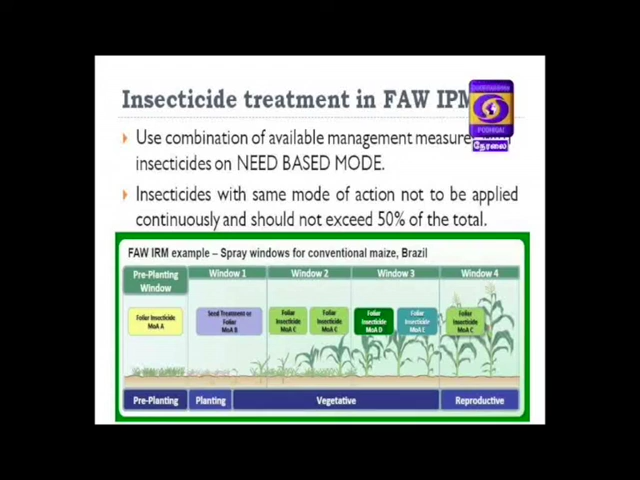 Insecticide treatment in FAW IPM
Use combination of available management measures
insecticides on NEED BASED MODE.
Insecticides with same mode of action not to be applied
continuously and should not exceed 50% of the total.
PODHIGAI
நேரலை
FAW IRM example – Spray windows for conventional maize, Brazil
Pre-Planting
Window
Window 1
Window 2
Window 3
Window 4
Foliar Insecticide
MoA A
Seed Treatment or
Foliar
MoA B
Foliar
Insecticide
MoA C
Foliar
Insecticide
MoA C
Foliar
Insecticide
MoA D
Foliar
Insecticide
MoA E
Foliar
Insecticide
MoA C
Pre-Planting
Planting
Vegetative
Reproductive